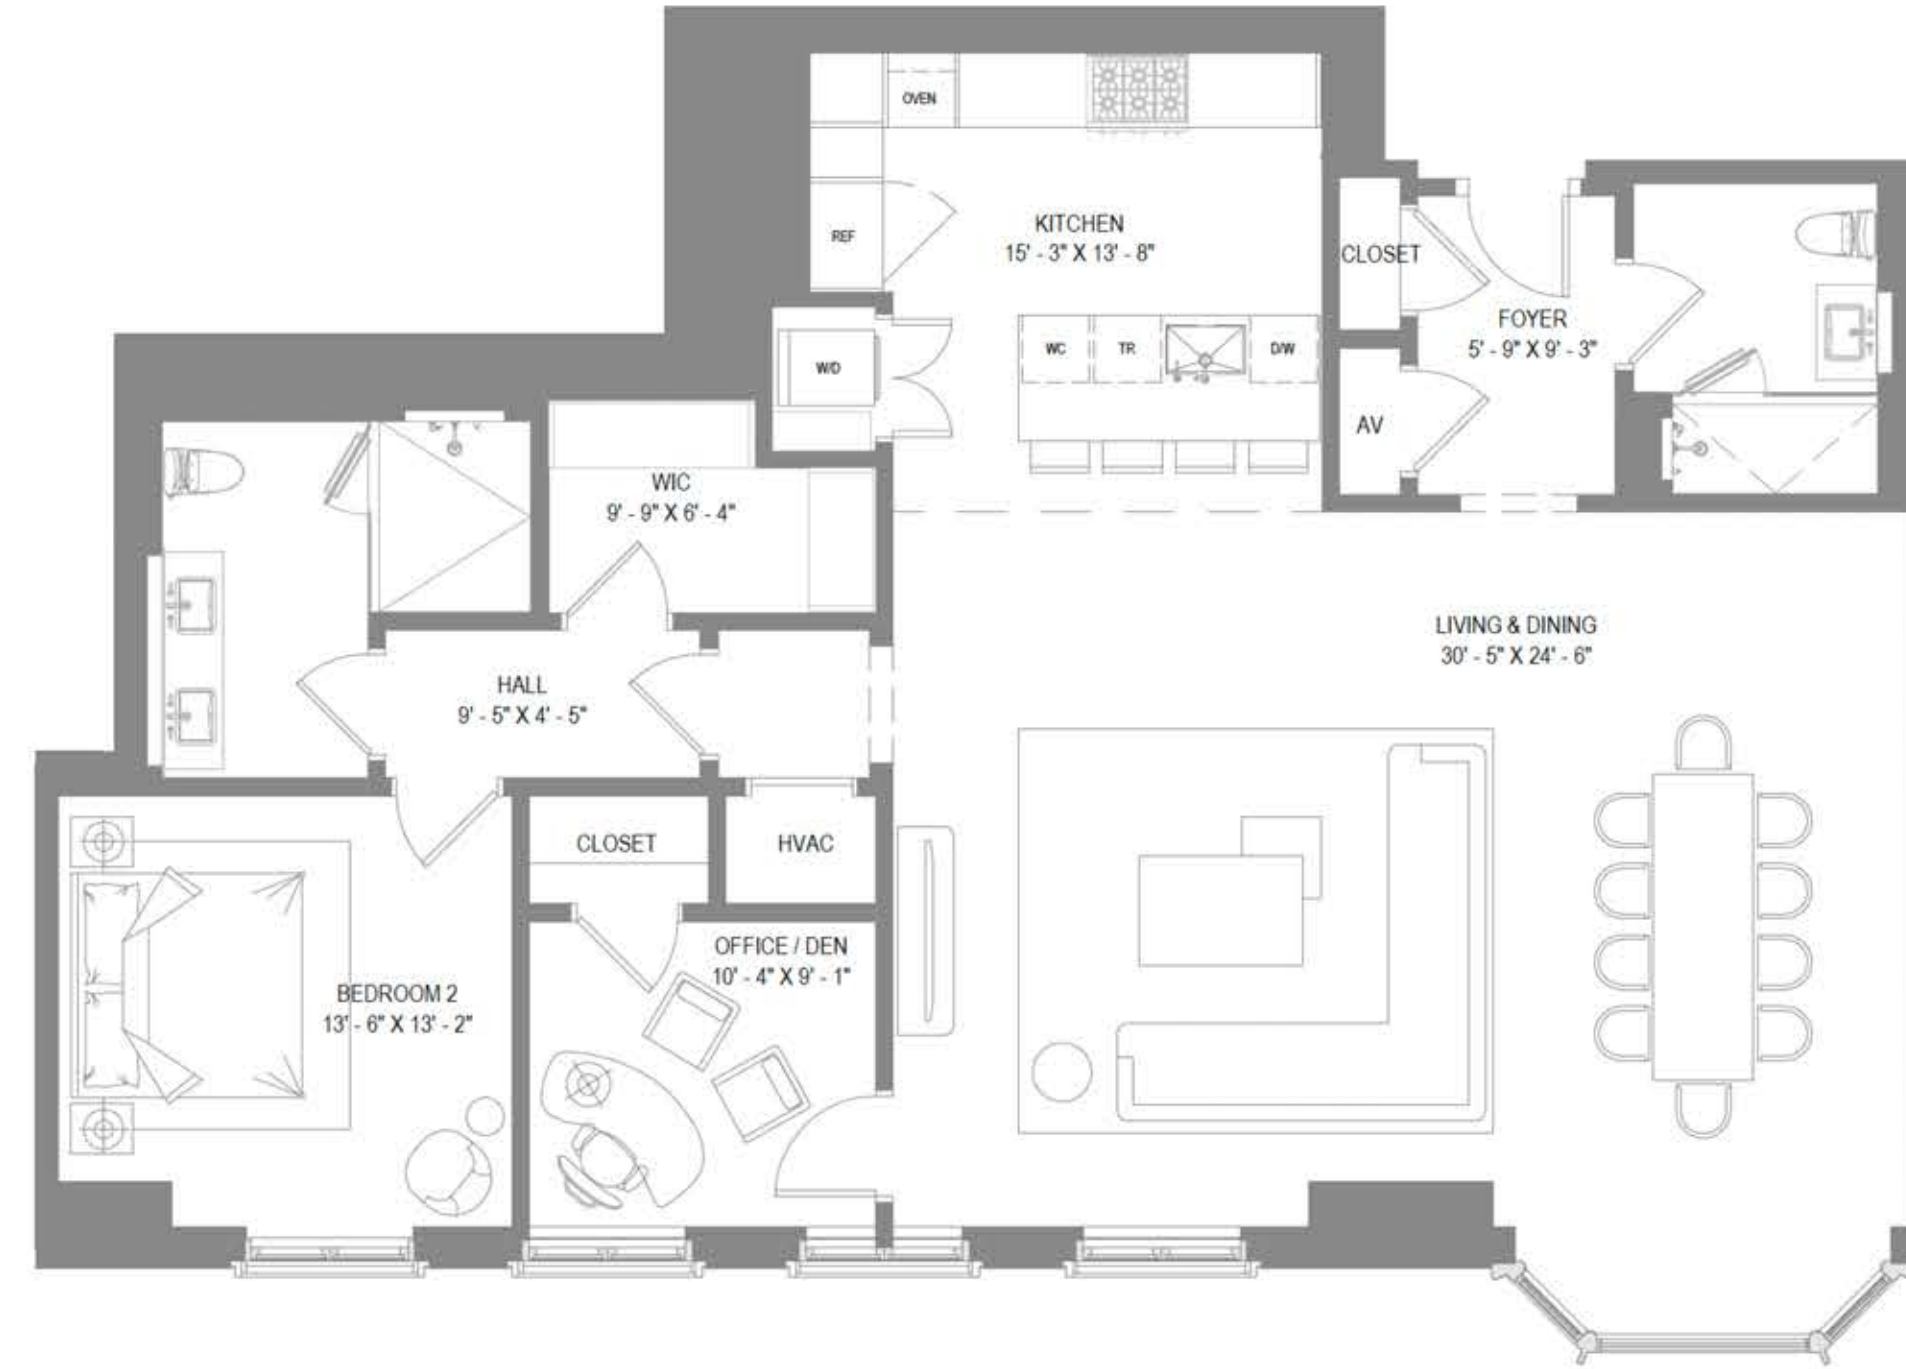 OVEN
REF
KITCHEN
15' - 3" X 13' - 8"
CLOSET
FOYER
5' - 9" X 9' - 3"
W/D
WC
TR
D/W
AV
WIC
9' - 9" X 6' - 4"
LIVING & DINING
30' - 5" X 24' - 6"
HALL
9' - 5" X 4' - 5"
CLOSET
HVAC
OFFICE / DEN
10' - 4" X 9' - 1"
BEDROOM 2
13' - 6" X 13' - 2"